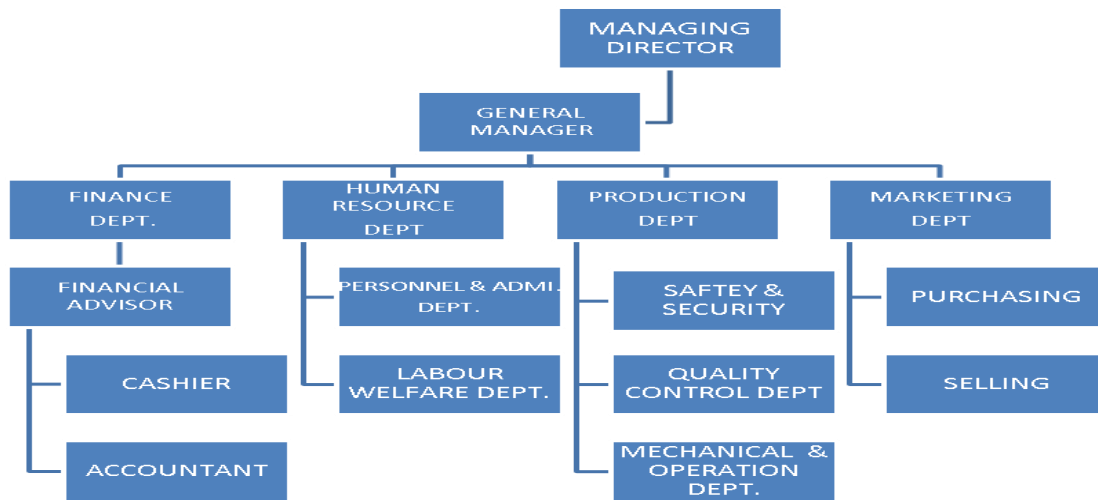 MANAGING
DIRECTOR
GENERAL
MANAGER
FINANCE
DEPT.
HUMAN
RESOURCE
DEPT
PRODUCTION
DEPT
MARKETING
DEPT
FINANCIAL
ADVISOR
PERSONNEL & ADMI.
DEPT.
SAFTEY &
SECURITY
PURCHASING
CASHIER
LABOUR
WELFARE DEPT.
QUALITY
CONTROL DEPT
SELLING
ACCOUNTANT
MECHANICAL &
OPERATION
DEPT.